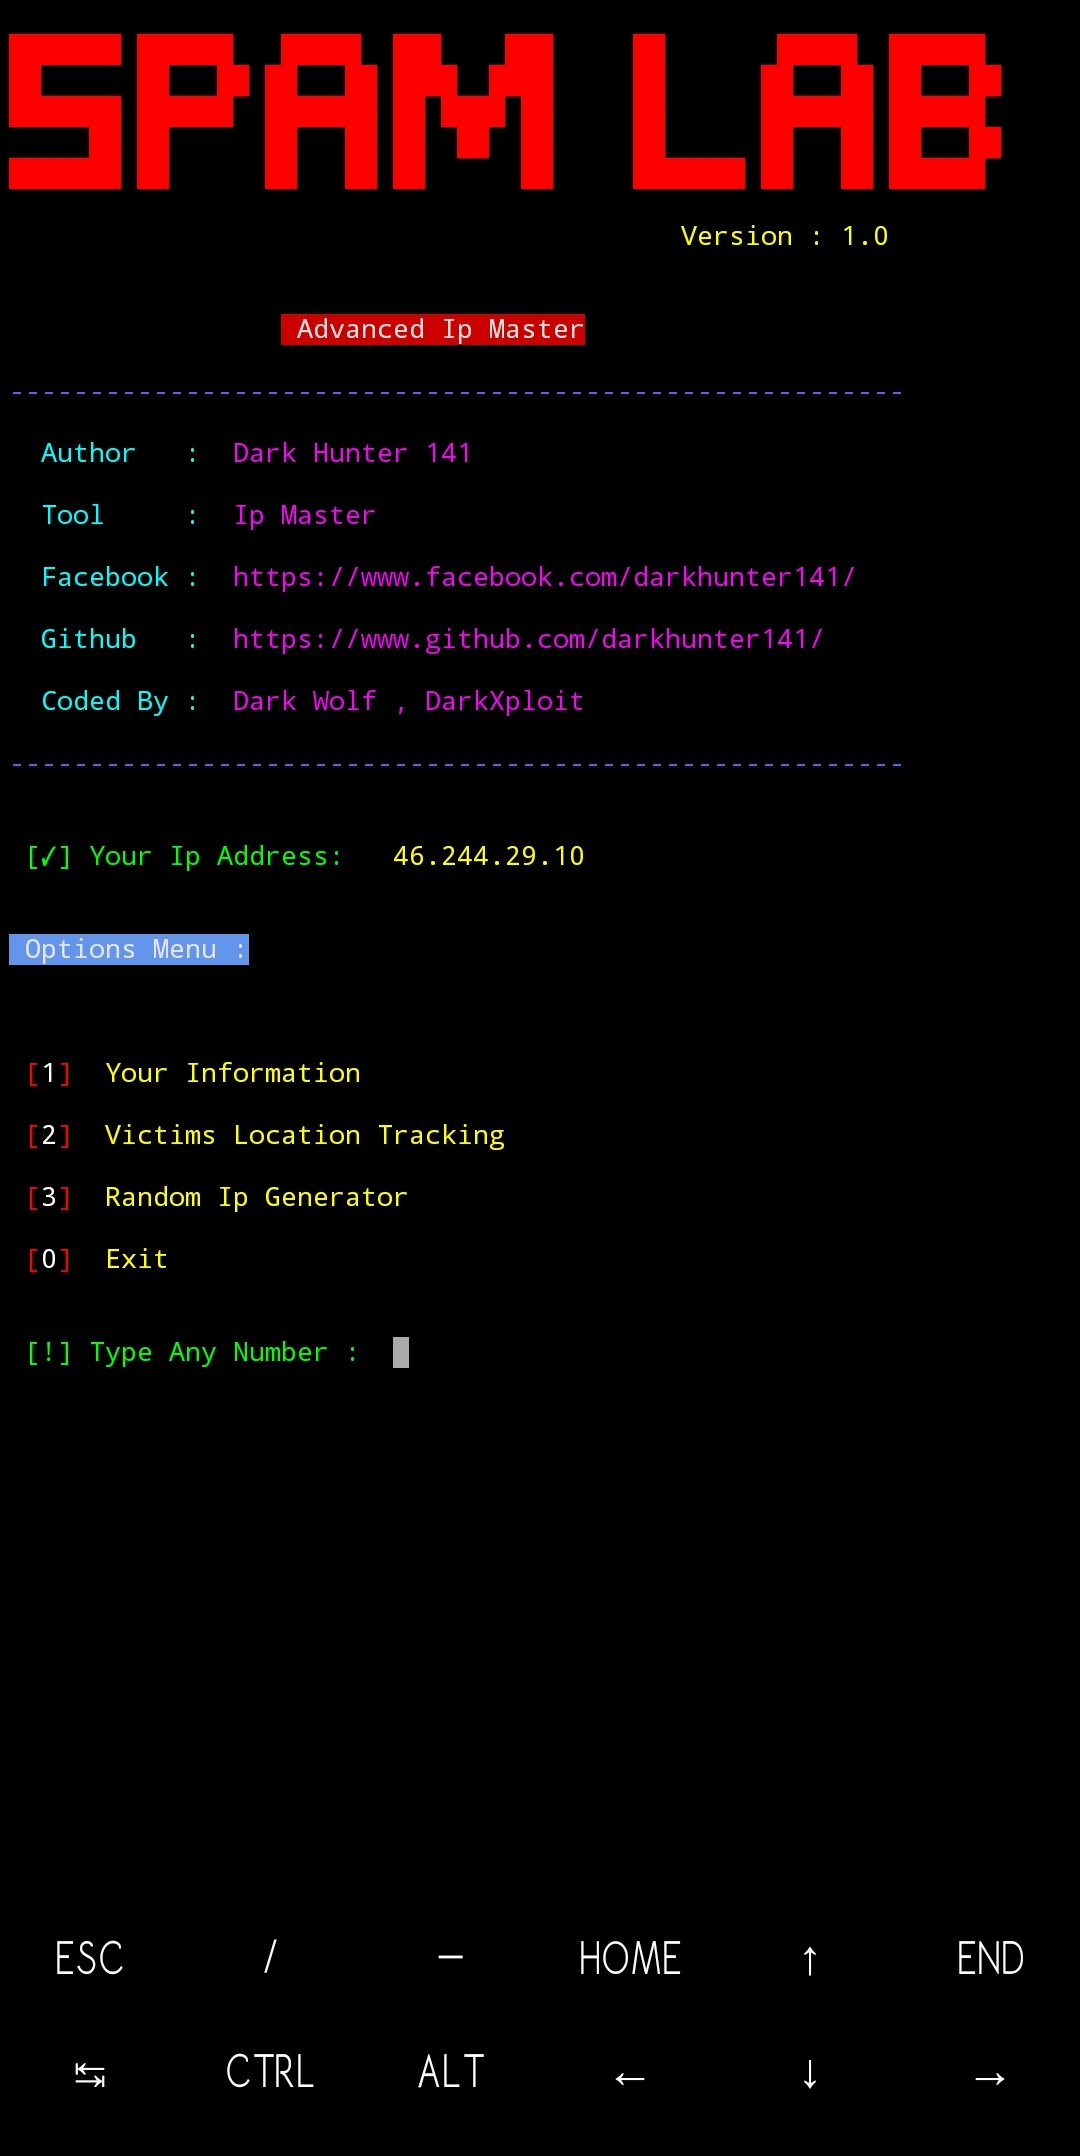 SPAM LAB
Version : 1.0
Advanced Ip Master
--------------------------------------------------------
Author   :  Dark Hunter 141
Tool     :  Ip Master
Facebook :  https://www.facebook.com/darkhunter141/
Github   :  https://www.github.com/darkhunter141/
Coded By :  Dark Wolf , DarkXploit
--------------------------------------------------------
[✓] Your Ip Address:   46.244.29.10
Options Menu :
[1]  Your Information
[2]  Victims Location Tracking
[3]  Random Ip Generator
[0]  Exit
[!] Type Any Number :
ESC / — HOME ↑ END
↹ CTRL ALT ← ↓ →